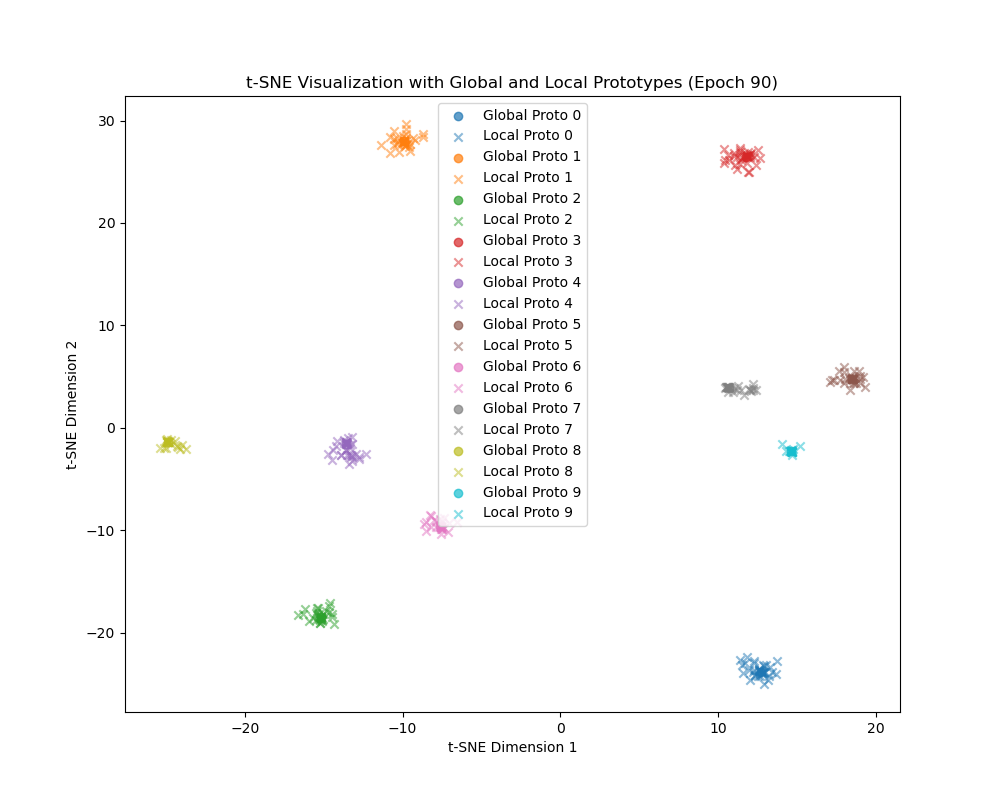 t-SNE Visualization with Global and Local Prototypes (Epoch 90)
Global Proto 0
Local Proto 0
Global Proto 1
Local Proto 1
Global Proto 2
Local Proto 2
Global Proto 3
Local Proto 3
Global Proto 4
Local Proto 4
Global Proto 5
Local Proto 5
Global Proto 6
Local Proto 6
Global Proto 7
Local Proto 7
Global Proto 8
Local Proto 8
Global Proto 9
Local Proto 9
t-SNE Dimension 2
30
20
10
0
−10
−20
−20
−10
0
10
20
t-SNE Dimension 1